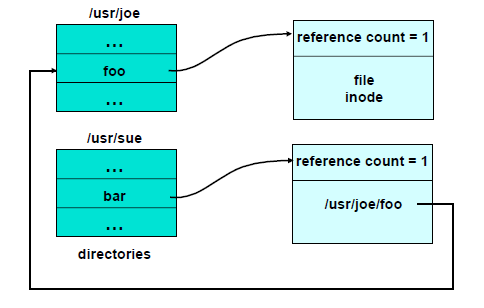 /usr/joe
...
foo
...
reference count = 1
file
inode
/usr/sue
...
bar
...
directories
reference count = 1
/usr/joe/foo